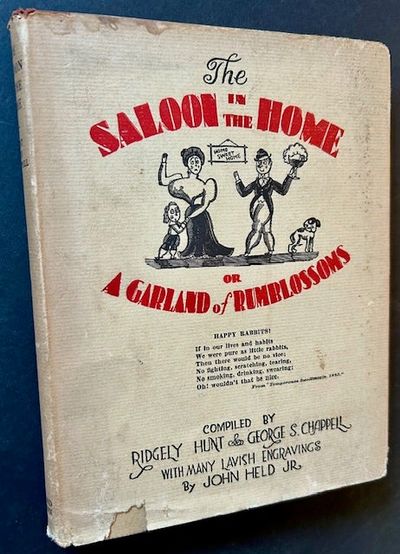 The
SALOON IN THE HOME
HOME
SWEET
HOME
OR
A GARLAND of RUMBLOSSOMS
HAPPY RABBITS!
If in our lives and habits
We were pure as little rabbits,
Then there would be no vice;
No fighting, scratching, tearing,
No smoking, drinking, swearing;
Oh! wouldn't that be nice.
From "Temperance
COMPILED BY
RIDGELY HUNT & GEORGE S. CHAPPELL
WITH MANY LAVISH ENGRAVINGS
By JOHN HELD JR.